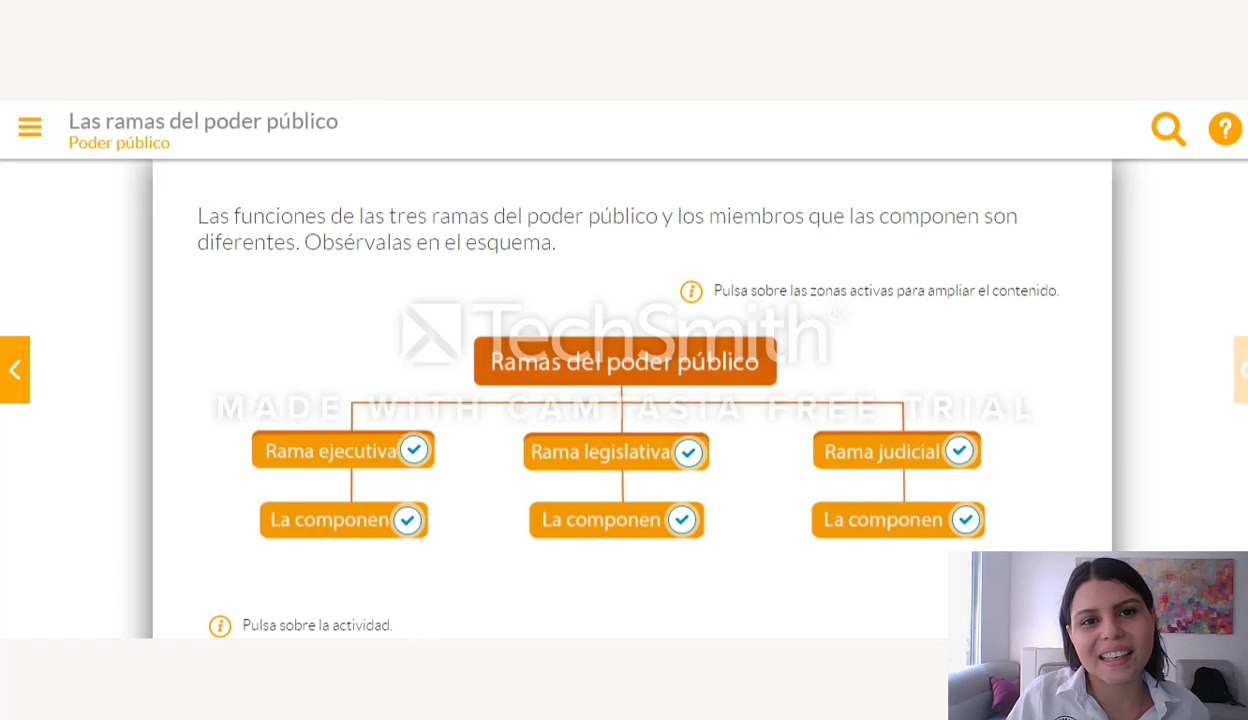 Las ramas del poder público
Poder público
Las funciones de las tres ramas del poder público y los miembros que las componen son
diferentes. Obsérvalas en el esquema.
Pulsa sobre las zonas activas para ampliar el contenido.
TechSmith®
Ramas del poder público
MADE WITH CAMTASIA FREE TRIAL
Rama ejecutiva
Rama legislativa
Rama judicial
La componen
La componen
La componen
Pulsa sobre la actividad.